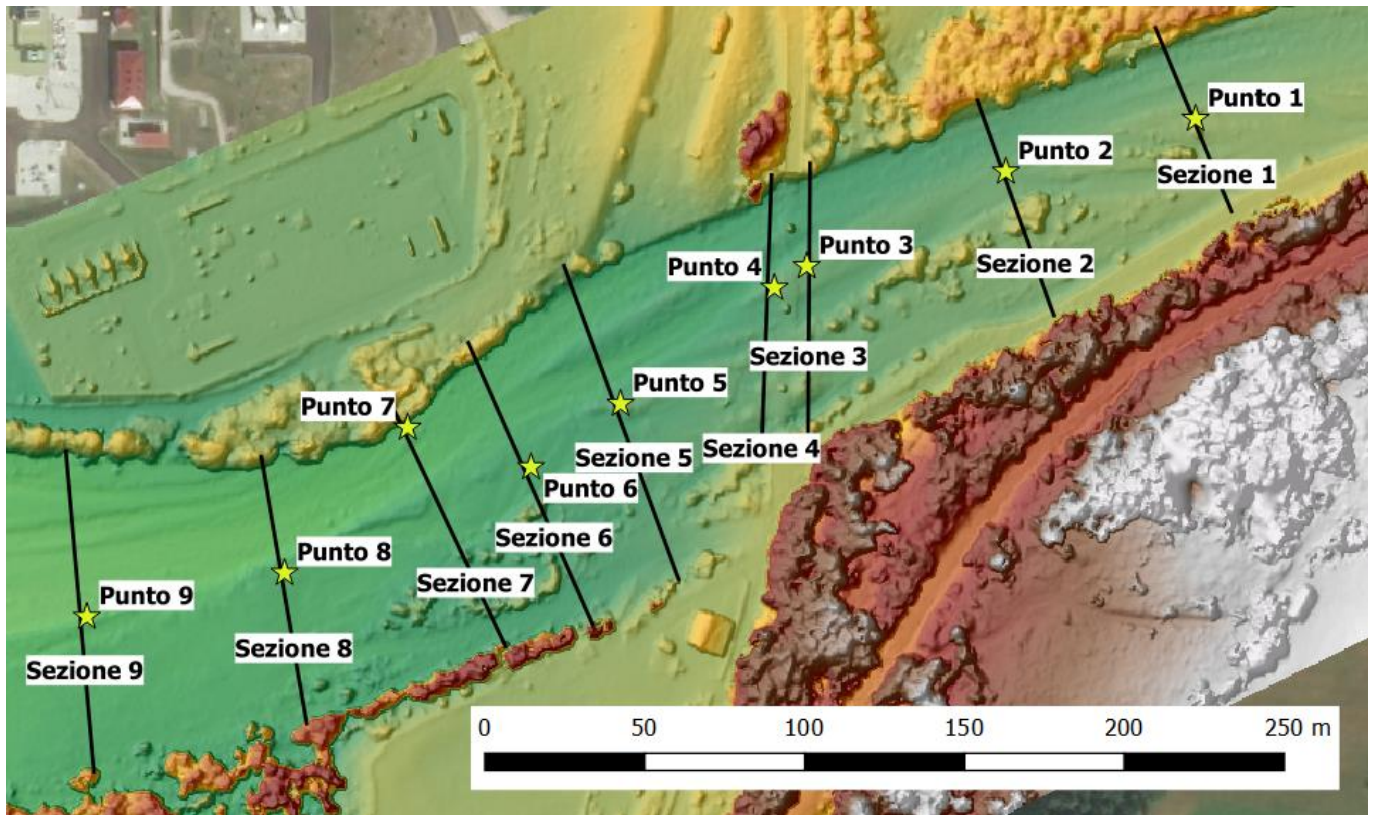 Punto 1
Punto 2
Sezione 1
Punto 3
Punto 4
Sezione 2
Sezione 3
Punto 5
Punto 7
Sezione 4
Sezione 5
Punto 6
Sezione 6
Punto 8
Sezione 7
Punto 9
Sezione 8
Sezione 9
0 50 100 150 200 250 m